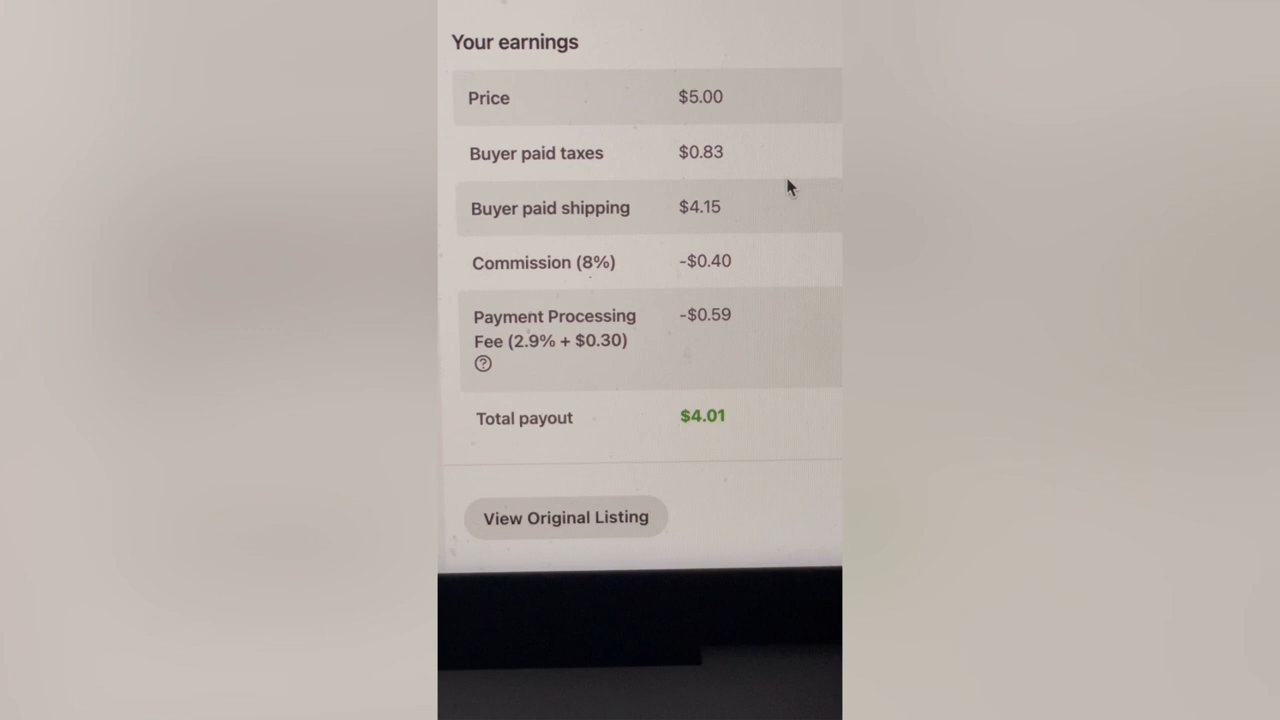 Your earnings
Price $5.00
Buyer paid taxes $0.83
Buyer paid shipping $4.15
Commission (8%) -$0.40
Payment Processing -$0.59
Fee (2.9% + $0.30)
Total payout $4.01
View Original Listing